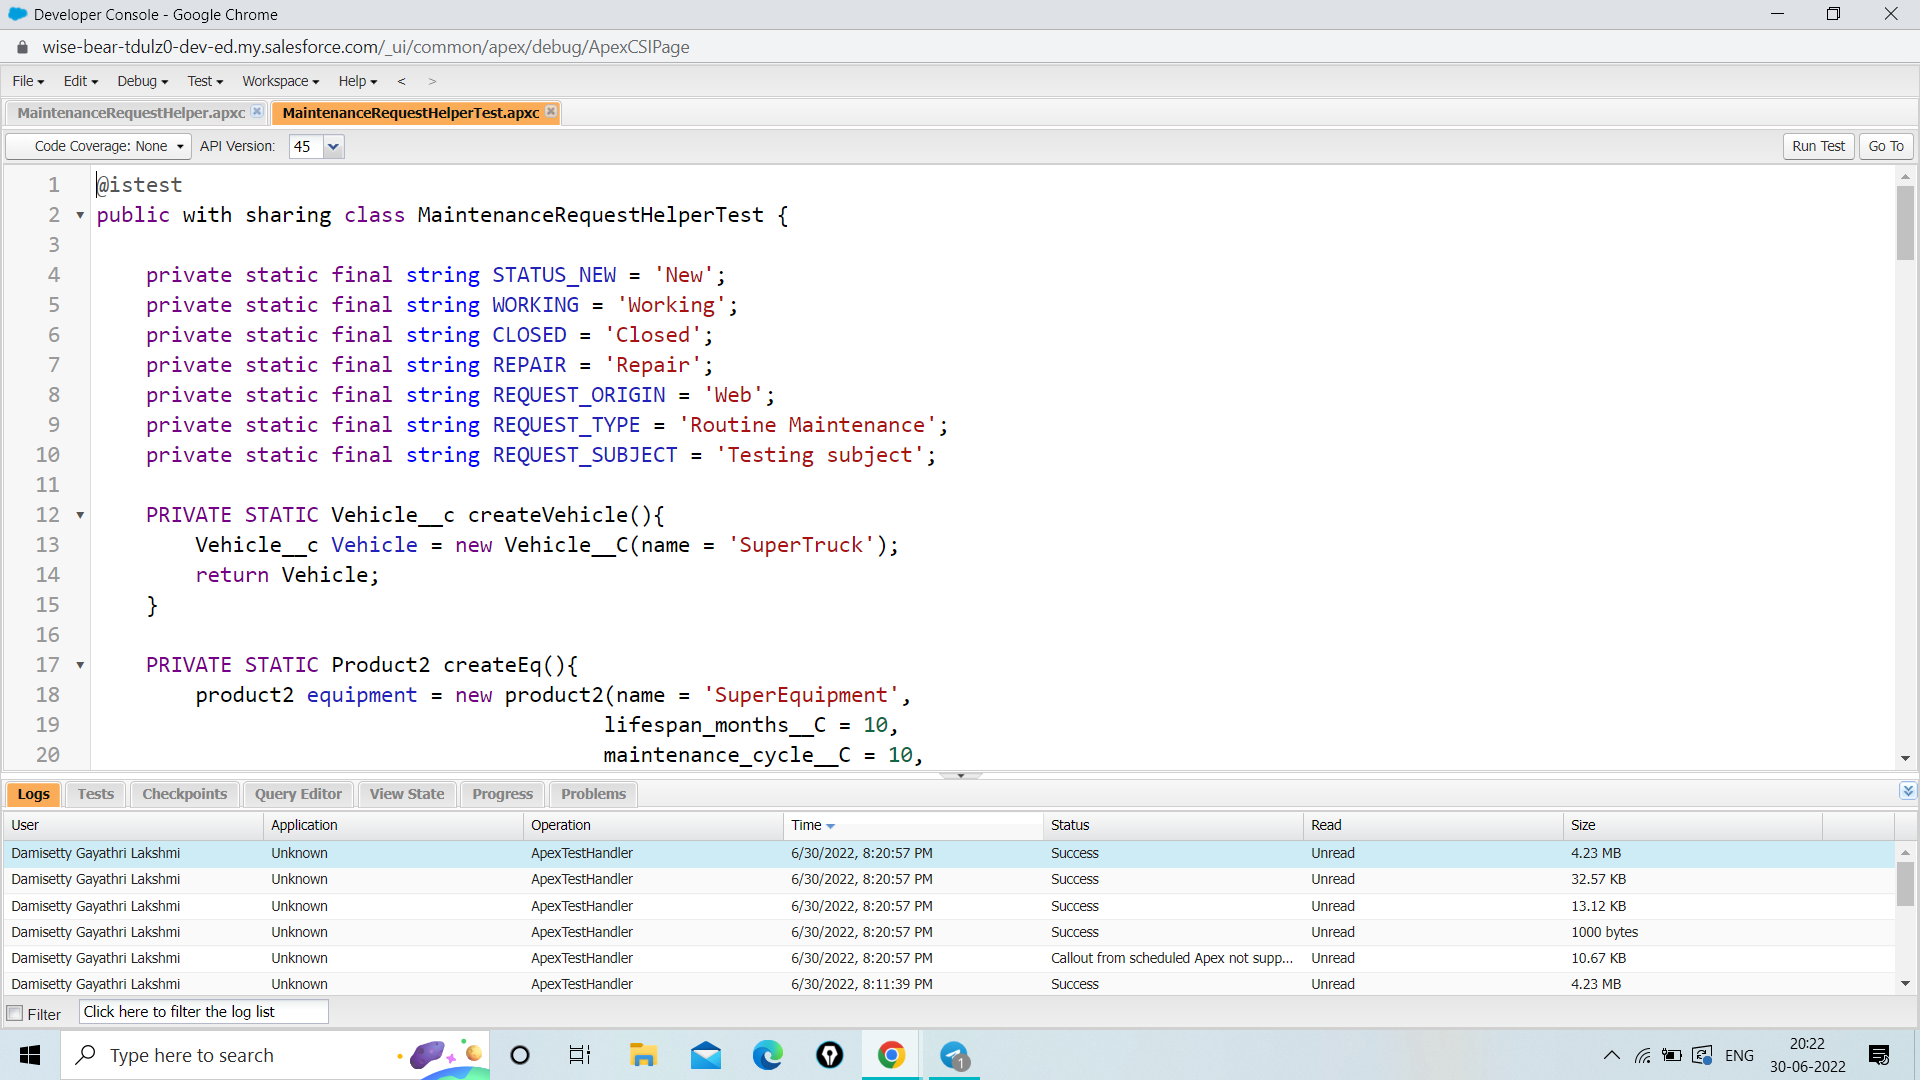 Developer Console - Google Chrome
wise-bear-tdulz0-dev-ed.my.salesforce.com/_ui/common/apex/debug/ApexCSIPage
File Edit Debug Test Workspace Help < >
MaintenanceRequestHelper.apxc MaintenanceRequestHelperTest.apxc
Code Coverage: None API Version: 45 Run Test Go To
1 @istest
2 public with sharing class MaintenanceRequestHelperTest {
3
4 private static final string STATUS_NEW = 'New';
5 private static final string WORKING = 'Working';
6 private static final string CLOSED = 'Closed';
7 private static final string REPAIR = 'Repair';
8 private static final string REQUEST_ORIGIN = 'Web';
9 private static final string REQUEST_TYPE = 'Routine Maintenance';
10 private static final string REQUEST_SUBJECT = 'Testing subject';
11
12 PRIVATE STATIC Vehicle__c createVehicle(){
13 Vehicle__c Vehicle = new Vehicle__C(name = 'SuperTruck');
14 return Vehicle;
15 }
16
17 PRIVATE STATIC Product2 createEq(){
18 product2 equipment = new product2(name = 'SuperEquipment',
19 lifespan_months__C = 10,
20 maintenance_cycle__C = 10,
Logs Tests Checkpoints Query Editor View State Progress Problems
User Application Operation Time Status Read Size
Damisetty Gayathri Lakshmi Unknown ApexTestHandler 6/30/2022, 8:20:57 PM Success Unread 4.23 MB
Damisetty Gayathri Lakshmi Unknown ApexTestHandler 6/30/2022, 8:20:57 PM Success Unread 32.57 KB
Damisetty Gayathri Lakshmi Unknown ApexTestHandler 6/30/2022, 8:20:57 PM Success Unread 13.12 KB
Damisetty Gayathri Lakshmi Unknown ApexTestHandler 6/30/2022, 8:20:57 PM Success Unread 1000 bytes
Damisetty Gayathri Lakshmi Unknown ApexTestHandler 6/30/2022, 8:20:57 PM Callout from scheduled Apex not supp... Unread 10.67 KB
Damisetty Gayathri Lakshmi Unknown ApexTestHandler 6/30/2022, 8:11:39 PM Success Unread 4.23 MB
Filter Click here to filter the log list
Type here to search 1 ENG 20:22
30-06-2022